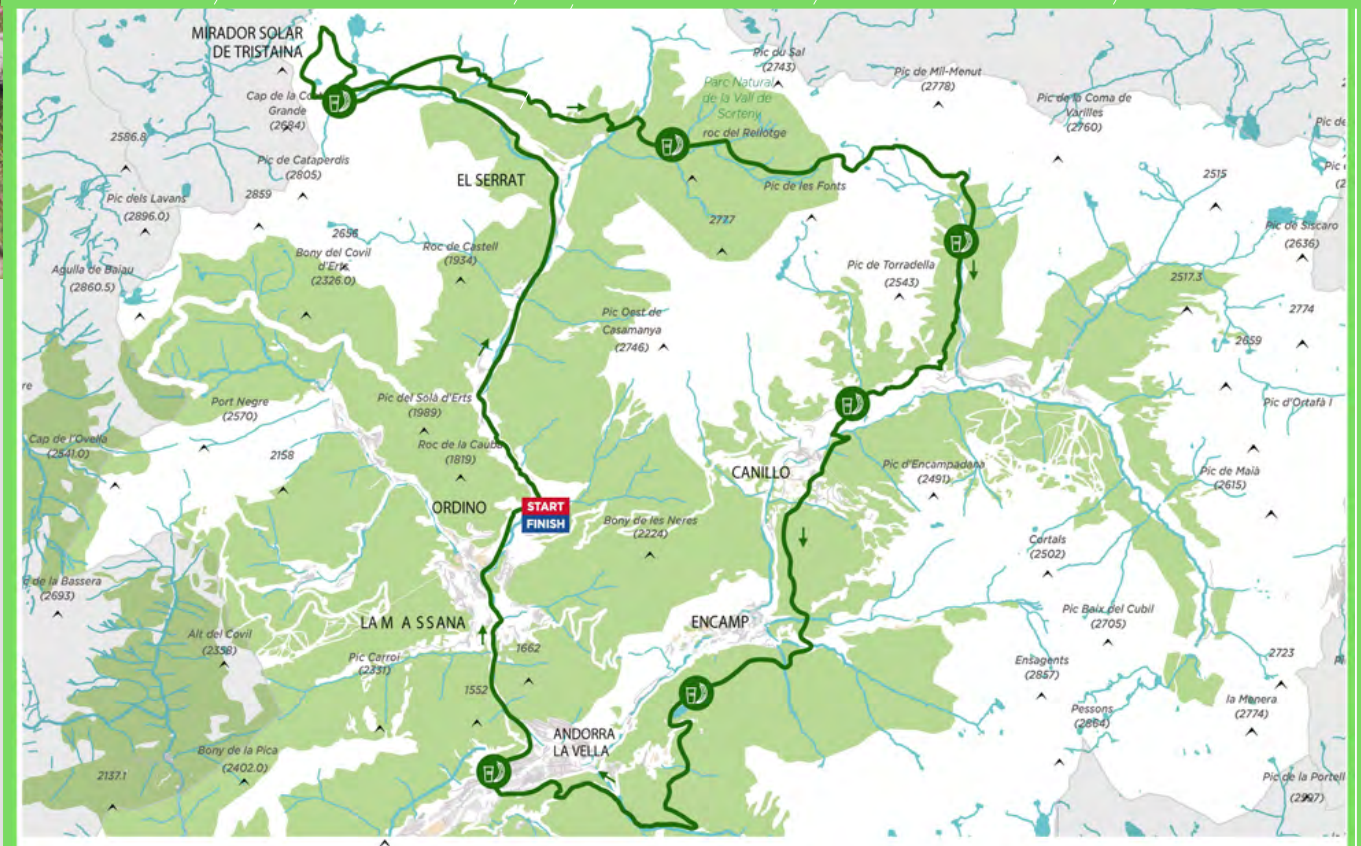 MIRADOR SOLAR
DE TRISTAINA
Pic du Sal
(2743)
Pic de Mil-Menut
(2778)
Parc Natural
de la Vall de
Sorteny
Cap de la
Grande
(2684)
Pic de la Coma de
Varilles
(2760)
Pic de
2586.8
roc del Rellotge
Pic de Cataperdis
(2805)
EL SERRAT
Pic de les Fonts
2515
Pic dels Lavans
(2896.0)
2859
2777
Pic de Siscaro
(2636)
2656
Bony del Covil
d'Erts
(2326.0)
Roc de Castell
(1934)
Agulla de Baiau
(2860.5)
Pic de Torradella
(2543)
2517.3
2774
Pic Oest de
Casamanya
(2746)
2659
Port Negre
(2570)
Pic del Solà d'Erts
(1989)
Pic d'Ortafà I
Cap de l'Ovella
(2541.0)
2158
Roc de la Cauba
(1819)
CANILLO
Pic d'Encampadana
(2491)
Pic de Maià
(2615)
ORDINO
START
FINISH
Bony de les Neres
(2224)
Cortals
(2502)
de la Bassera
(2693)
LA M A SSANA
ENCAMP
Pic Baix del Cubil
(2705)
Alt del Covil
(2358)
Pic Carroi
(2331)
1662
1552
Ensagents
(2857)
2723
Pessons
(2864)
la Menera
(2774)
ANDORRA
LA VELLA
Bony de la Pica
(2402.0)
2137.1
Pic de la Portell
(2597)